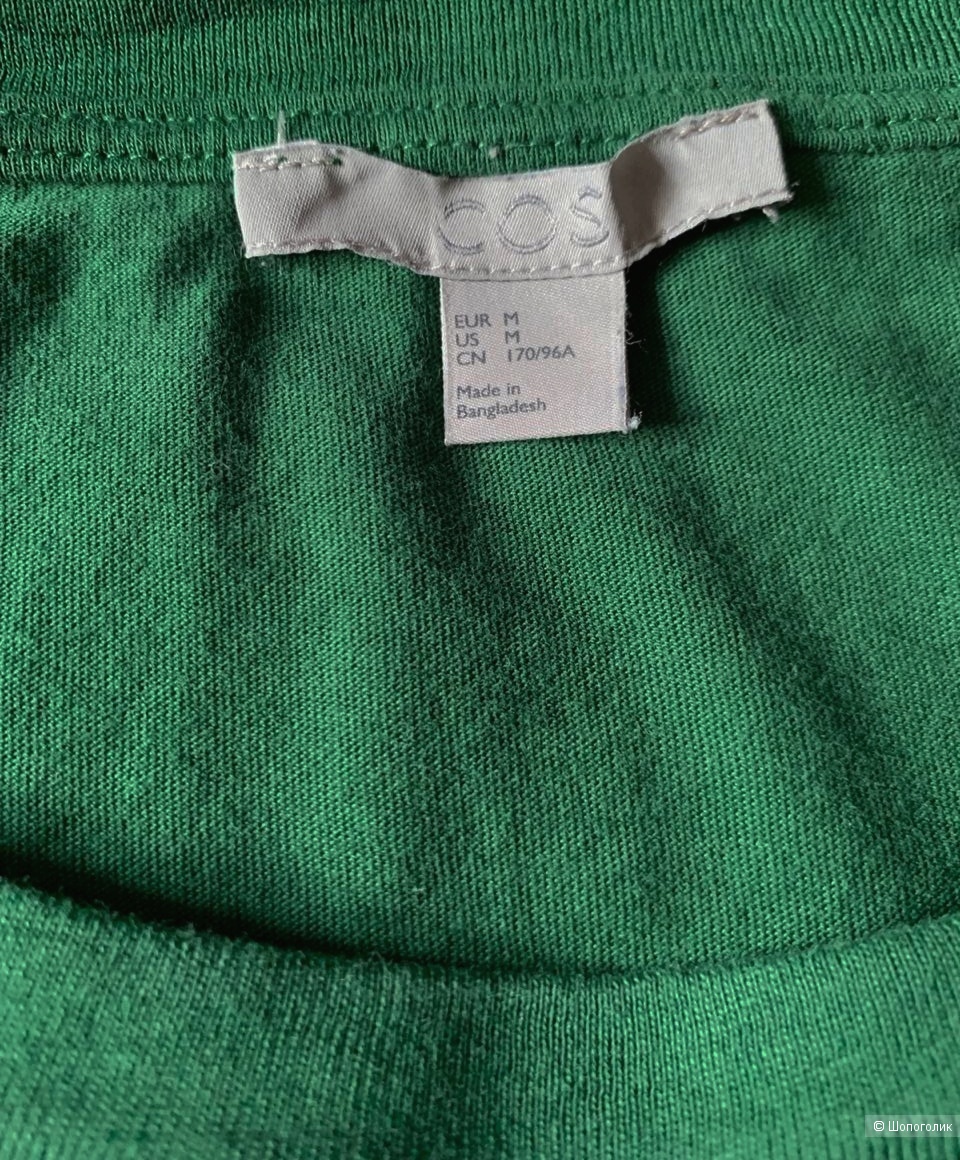 COS
EUR M
US M
CN 170/96A
Made in
Bangladesh
© Шопоголик